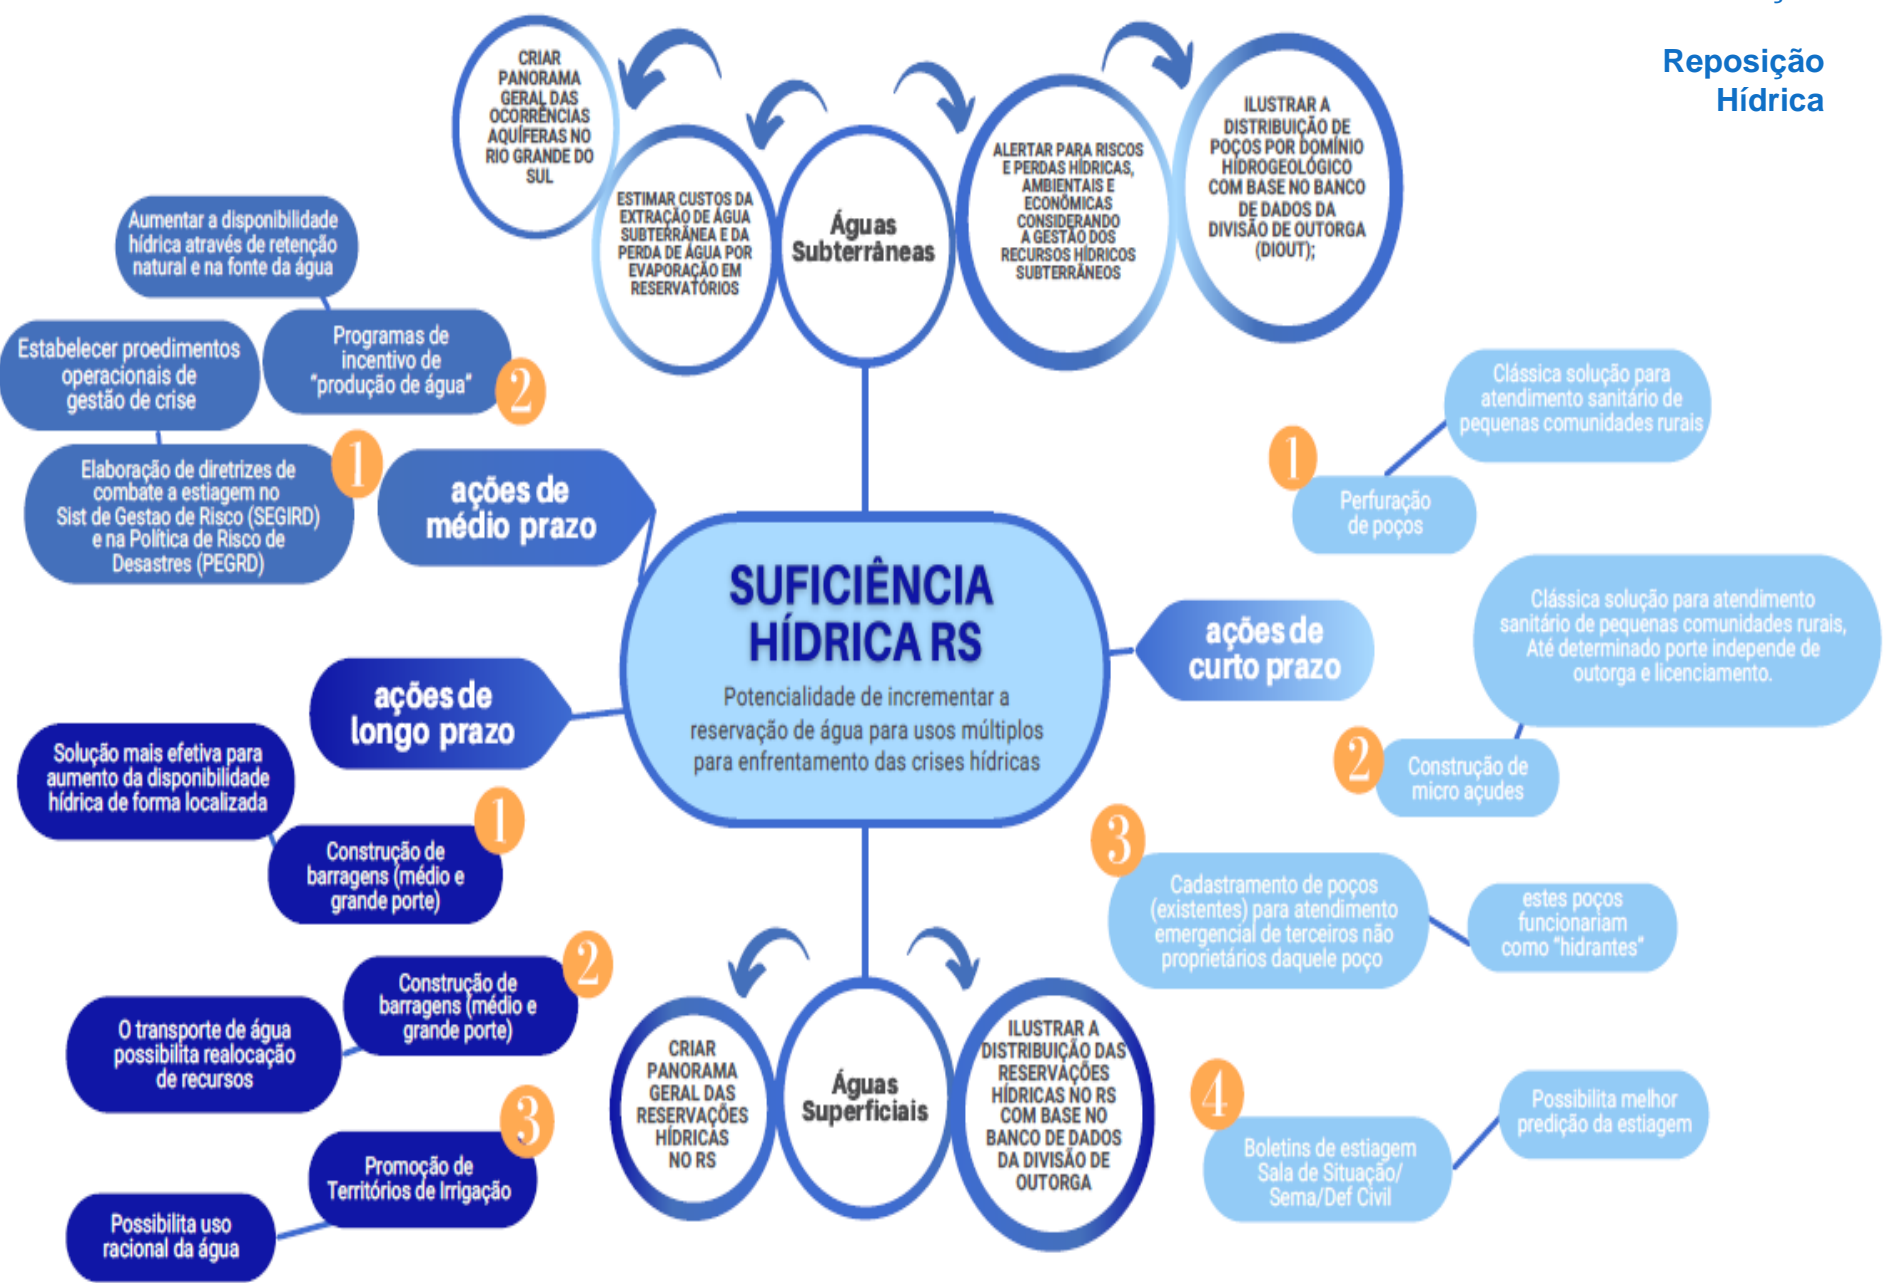 Reposição
Hídrica
CRIAR
PANORAMA
GERAL DAS
OCORRÊNCIAS
AQUÍFERAS NO
RIO GRANDE DO
SUL
ESTIMAR CUSTOS DA
EXTRAÇÃO DE ÁGUA
SUBTERRÂNEA E DA
PERDA DE ÁGUA POR
EVAPORAÇÃO EM
RESERVATÓRIOS
Águas
Subterrâneas
ALERTAR PARA RISCOS
E PERDAS HÍDRICAS,
AMBIENTAIS E
ECONÔMICAS
CONSIDERANDO
A GESTÃO DOS
RECURSOS HÍDRICOS
SUBTERRÂNEOS
ILUSTRAR A
DISTRIBUIÇÃO DE
POÇOS POR DOMÍNIO
HIDROGEOLÓGICO
COM BASE NO BANCO
DE DADOS DA
DIVISÃO DE OUTORGA
(DIOUT);
Aumentar a disponibilidade
hídrica através de retenção
natural e na fonte da água
Programas de
incentivo de
"produção de água"
2
Estabelecer proedimentos
operacionais de
gestão de crise
Elaboração de diretrizes de
combate a estiagem no
Sist de Gestao de Risco (SEGIRD)
e na Política de Risco de
Desastres (PEGRD)
1
ações de
médio prazo
SUFICIÊNCIA
HÍDRICA RS
Potencialidade de incrementar a
reservação de água para usos múltiplos
para enfrentamento das crises hídricas
ações de
curto prazo
Clássica solução para
atendimento sanitário de
pequenas comunidades rurais
1
Perfuração
de poços
Clássica solução para atendimento
sanitário de pequenas comunidades rurais,
Até determinado porte independe de
outorga e licenciamento.
2
Construção de
micro açudes
3
Cadastramento de poços
(existentes) para atendimento
emergencial de terceiros não
proprietários daquele poço
estes poços
funcionariam
como "hidrantes"
4
Boletins de estiagem
Sala de Situação/
Sema/Def Civil
Possibilita melhor
predição da estiagem
ações de
longo prazo
Solução mais efetiva para
aumento da disponibilidade
hídrica de forma localizada
1
Construção de
barragens (médio e
grande porte)
2
Construção de
barragens (médio e
grande porte)
O transporte de água
possibilita realocação
de recursos
3
Promoção de
Territórios de Irrigação
Possibilita uso
racional da água
CRIAR
PANORAMA
GERAL DAS
RESERVAÇÕES
HÍDRICAS
NO RS
Águas
Superficiais
ILUSTRAR A
DISTRIBUIÇÃO DAS
RESERVAÇÕES
HÍDRICAS NO RS
COM BASE NO
BANCO DE DADOS
DA DIVISÃO DE
OUTORGA